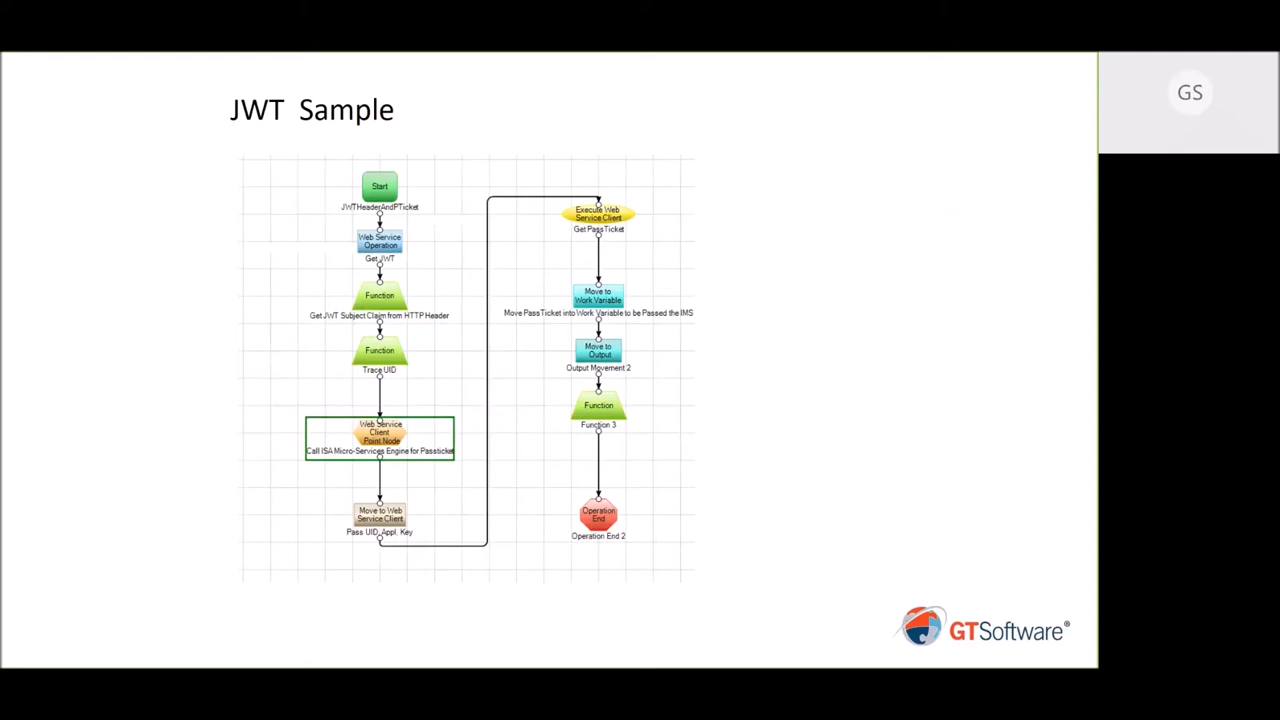 JWT Sample
GS
Start
JWTHeaderAndPTicket
Web Service
Operation
Get JWT
Function
Get JWT Subject Claim from HTTP Header
Function
Trace UID
Web Service
Client
Point Node
Call ISA Micro-Services Engine for Passticket
Move to Web
Service Client
Pass UID, Appl, Key
Execute Web
Service Client
Get PassTicket
Move to
Work Variable
Move PassTicket into Work Variable to be Passed the IMS
Move to
Output
Output Movement 2
Function
Function 3
Operation
End
Operation End 2
GTSoftware®